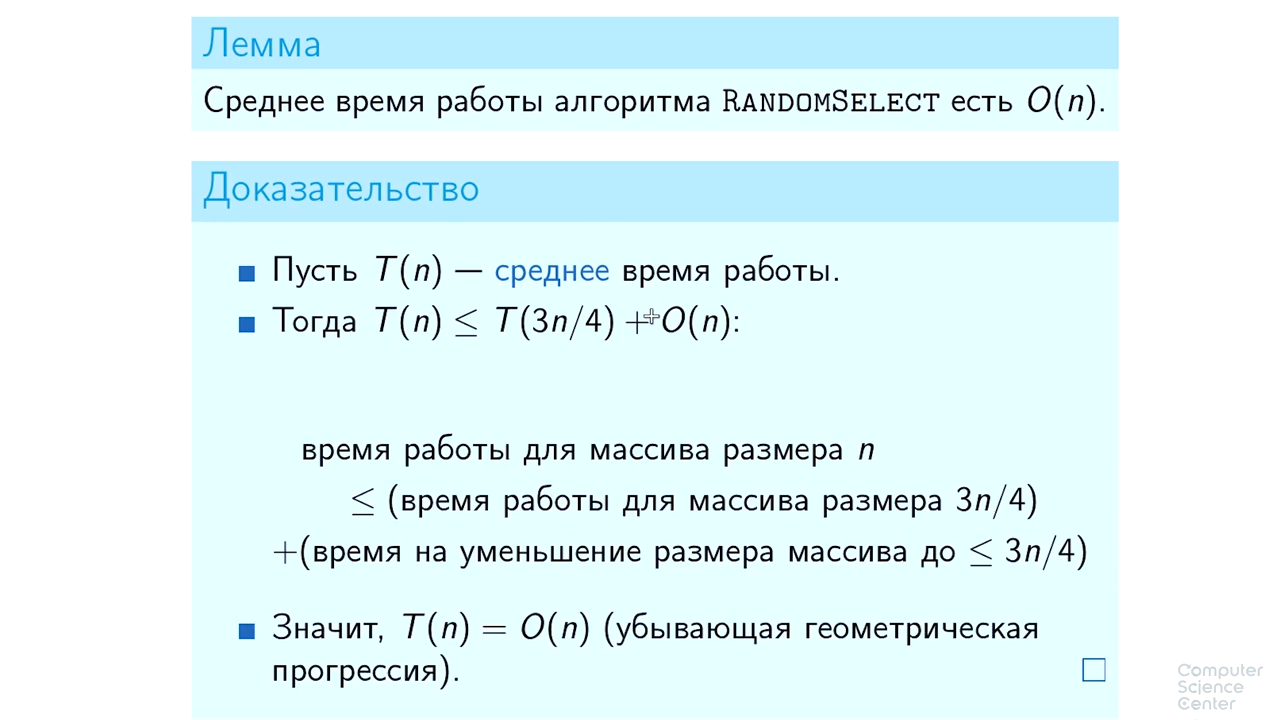 Лемма
Среднее время работы алгоритма RANDOMSELECT есть O(n).
Доказательство
Пусть T(n) — среднее время работы.
Тогда T(n) ≤ T(3n/4) + O(n):
время работы для массива размера n
≤ (время работы для массива размера 3n/4)
+(время на уменьшение размера массива до ≤ 3n/4)
Значит, T(n) = O(n) (убывающая геометрическая
прогрессия).
Computer
Science
Center